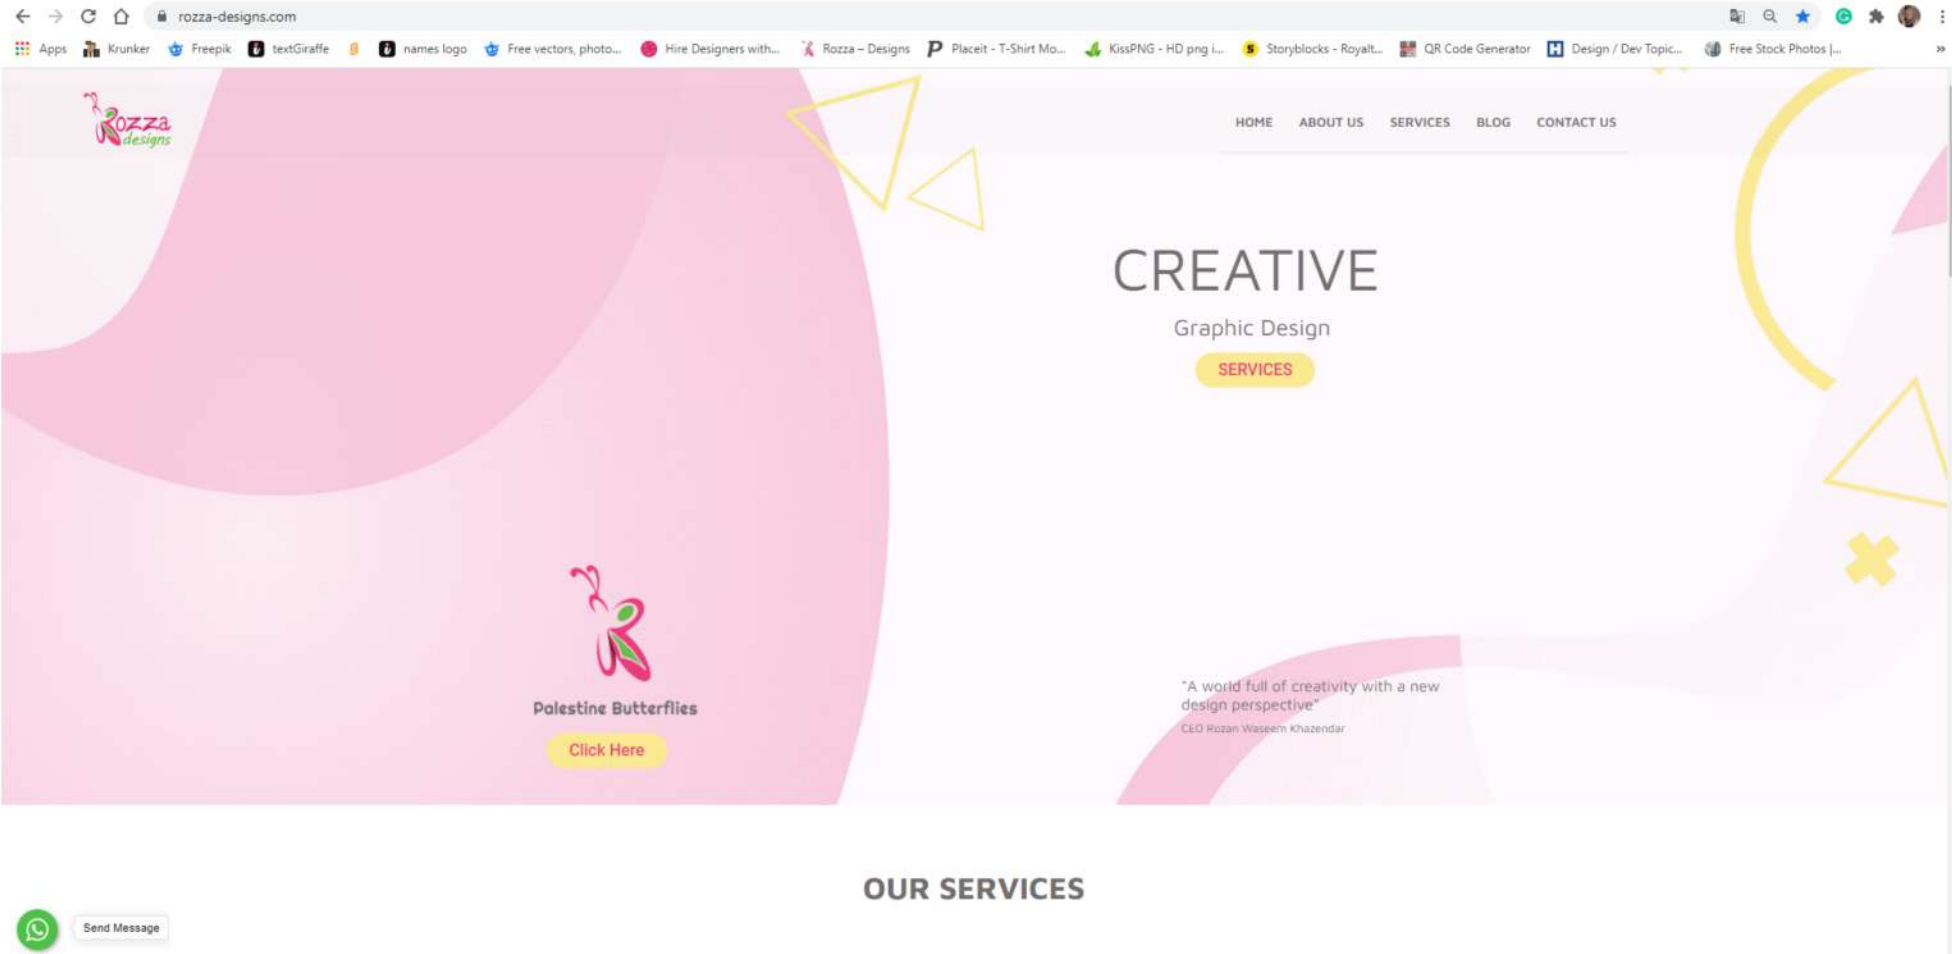 rozza-designs.com
Apps Krunker Freepik textGiraffe names logo Free vectors, photo... Hire Designers with... Rozza – Designs Placeit - T-Shirt Mo... KissPNG - HD png i... Storyblocks - Royalt... QR Code Generator Design / Dev Topic... Free Stock Photos |... »
Rozza
designs
HOME ABOUT US SERVICES BLOG CONTACT US
CREATIVE
Graphic Design
SERVICES
Palestine Butterflies
Click Here
"A world full of creativity with a new
design perspective"
CEO Rozan Waseem Khazendar
OUR SERVICES
Send Message